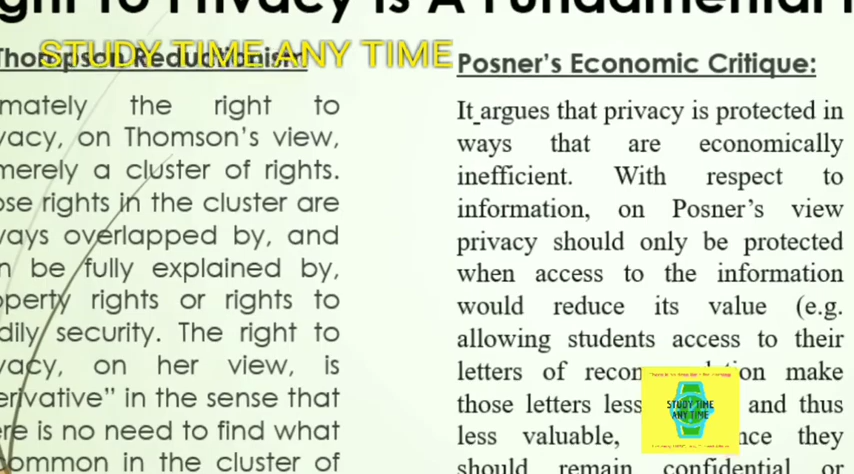 ght to Privacy Is A Fundamental
STUDY TIME ANY TIME
Thompson Reductionism
mately the right to
vacy, on Thomson's view,
merely a cluster of rights.
ose rights in the cluster are
ways overlapped by, and
n be fully explained by,
operty rights or rights to
dily security. The right to
vacy, on her view, is
erivative" in the sense that
ere is no need to find what
ommon in the cluster of
Posner's Economic Critique:
It argues that privacy is protected in
ways that are economically
inefficient. With respect to
information, on Posner's view
privacy should only be protected
when access to the information
would reduce its value (e.g.
allowing students access to their
letters of recom on make
those letters less and thus
less valuable, nce they
should remain confidential or
STUDY TIME
ANY TIME